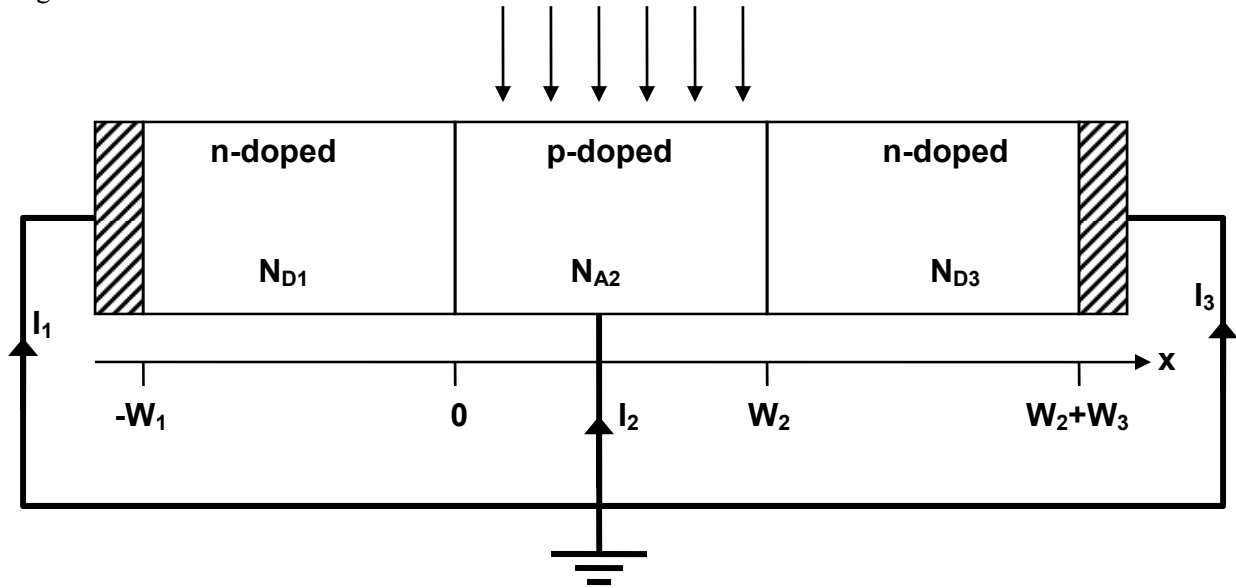 n-doped p-doped n-doped
N_D1 N_A2 N_D3
I_1 I_3
x
-W_1 0 I_2 W_2 W_2+W_3